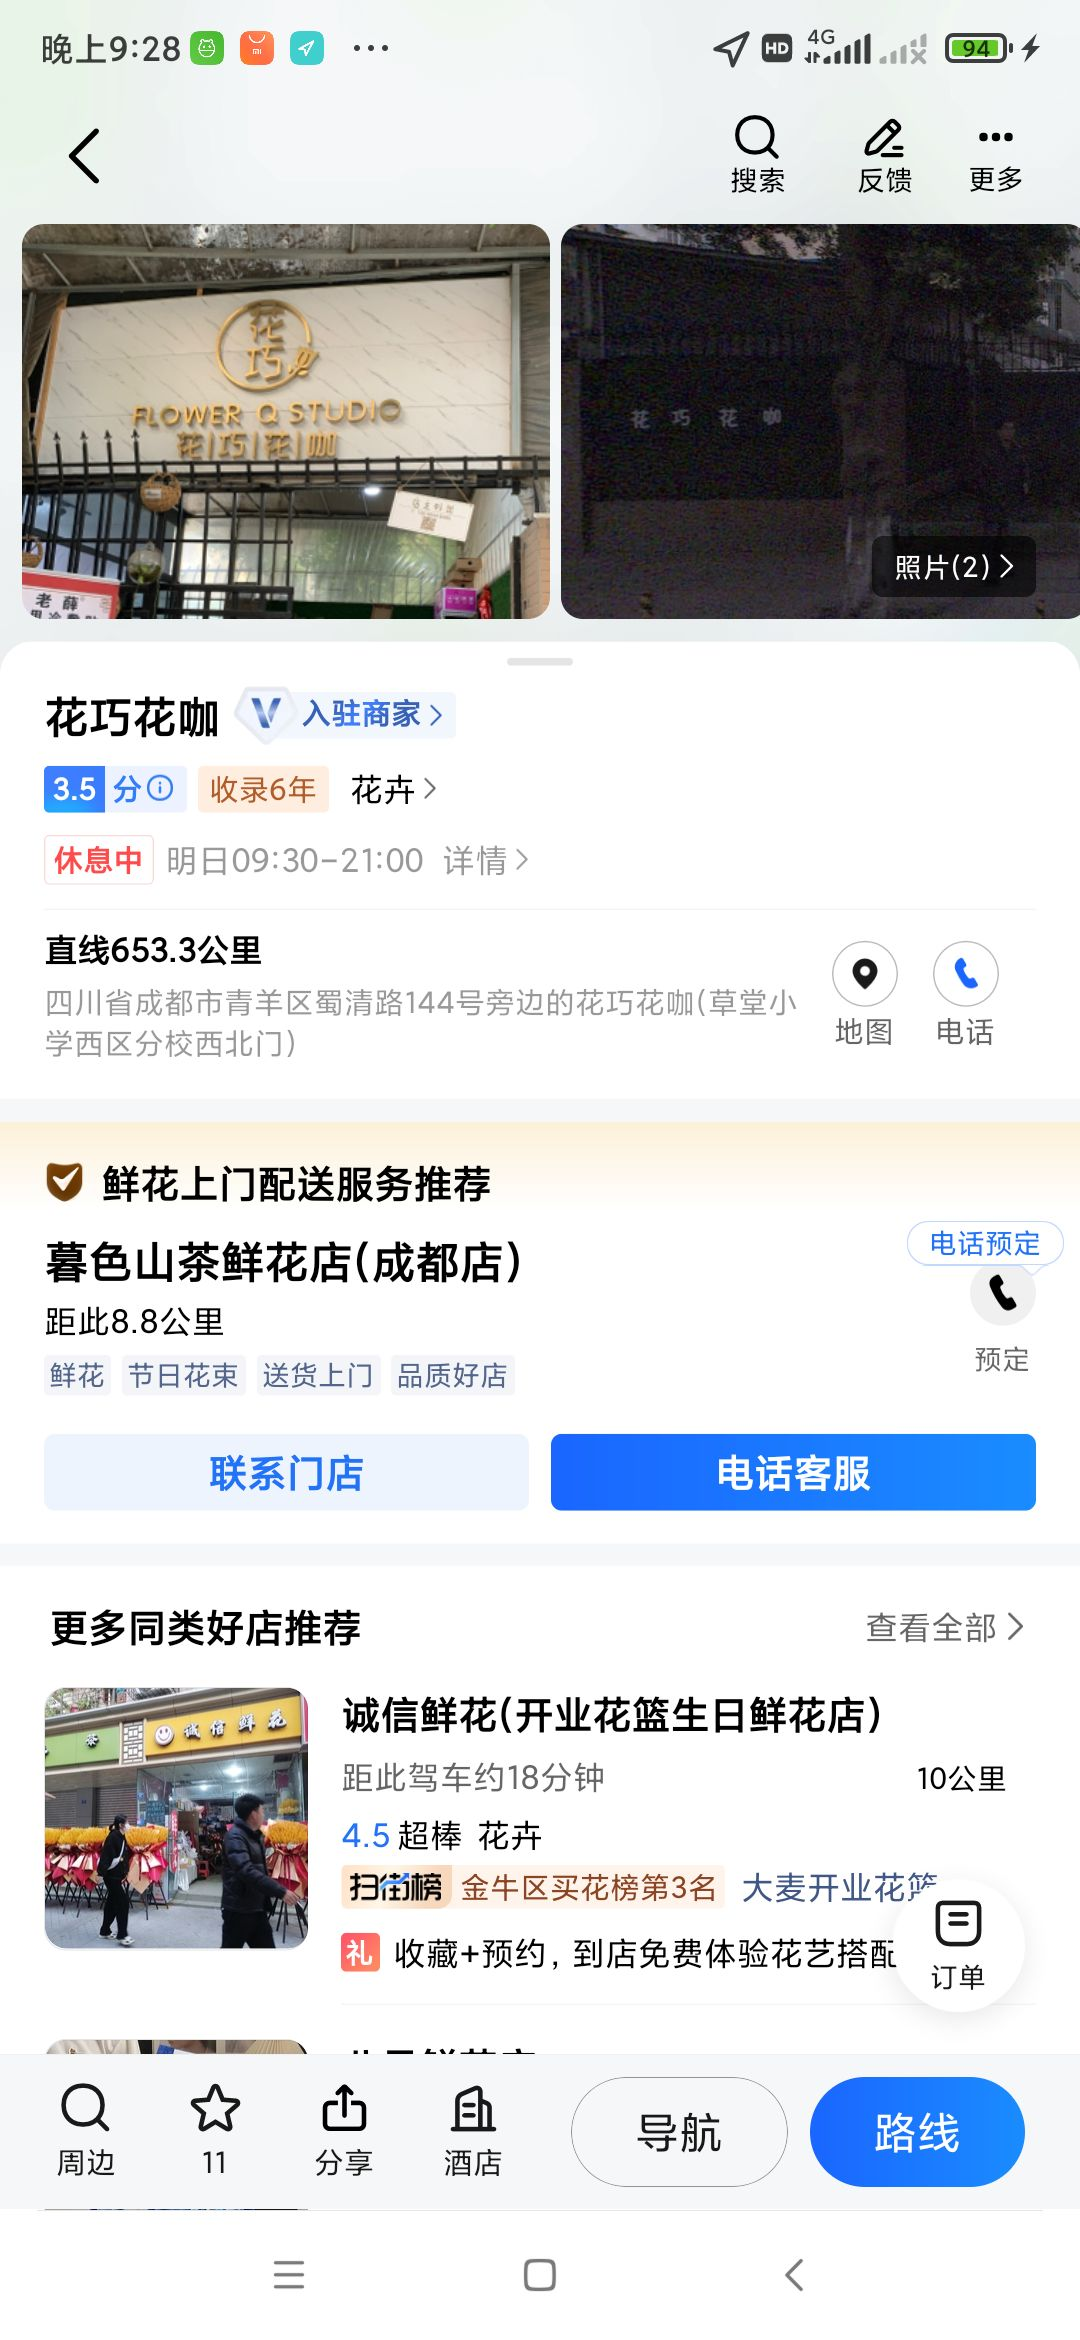 晚上9:28
HD
4G
94
搜索
反馈
更多
花
巧
FLOWER Q STUDIO
花|巧|花|咖
老薛
花 巧 花 咖
照片(2)
花巧花咖
V 入驻商家
3.5 分
收录6年
花卉
休息中 明日09:30-21:00 详情
直线653.3公里
四川省成都市青羊区蜀清路144号旁边的花巧花咖(草堂小
学西区分校西北门)
地图
电话
鲜花上门配送服务推荐
暮色山茶鲜花店(成都店)
电话预定
距此8.8公里
预定
鲜花 节日花束 送货上门 品质好店
联系门店
电话客服
更多同类好店推荐
查看全部
茶
诚信鲜花
诚信鲜花(开业花篮生日鲜花店)
距此驾车约18分钟
10公里
4.5 超棒 花卉
扫街榜 金牛区买花榜第3名 大麦开业花篮
礼 收藏+预约，到店免费体验花艺搭配
订单
周边
11
分享
酒店
导航
路线